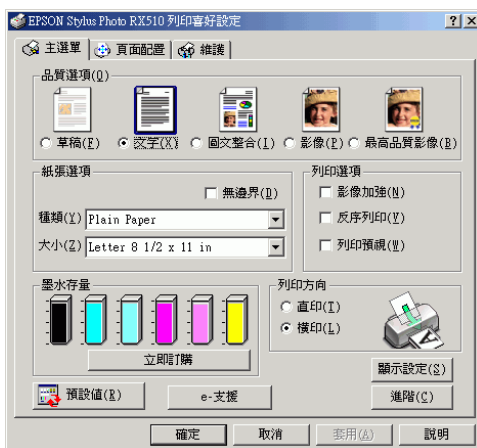 EPSON Stylus Photo RX510 列印喜好設定
主選單 頁面配置 維護
品質選項(Q)
草稿(F) 文字(X) 圖文整合(I) 影像(P) 最高品質影像(B)
紙張選項
無邊界(D)
種類(Y) Plain Paper
大小(Z) Letter 8 1/2 x 11 in
列印選項
影像加強(N)
反序列印(V)
列印預視(W)
墨水存量
立即訂購
列印方向
直印(T)
橫印(L)
顯示設定(S)
預設值(R) e-支援 進階(C)
確定 取消 套用(A) 說明